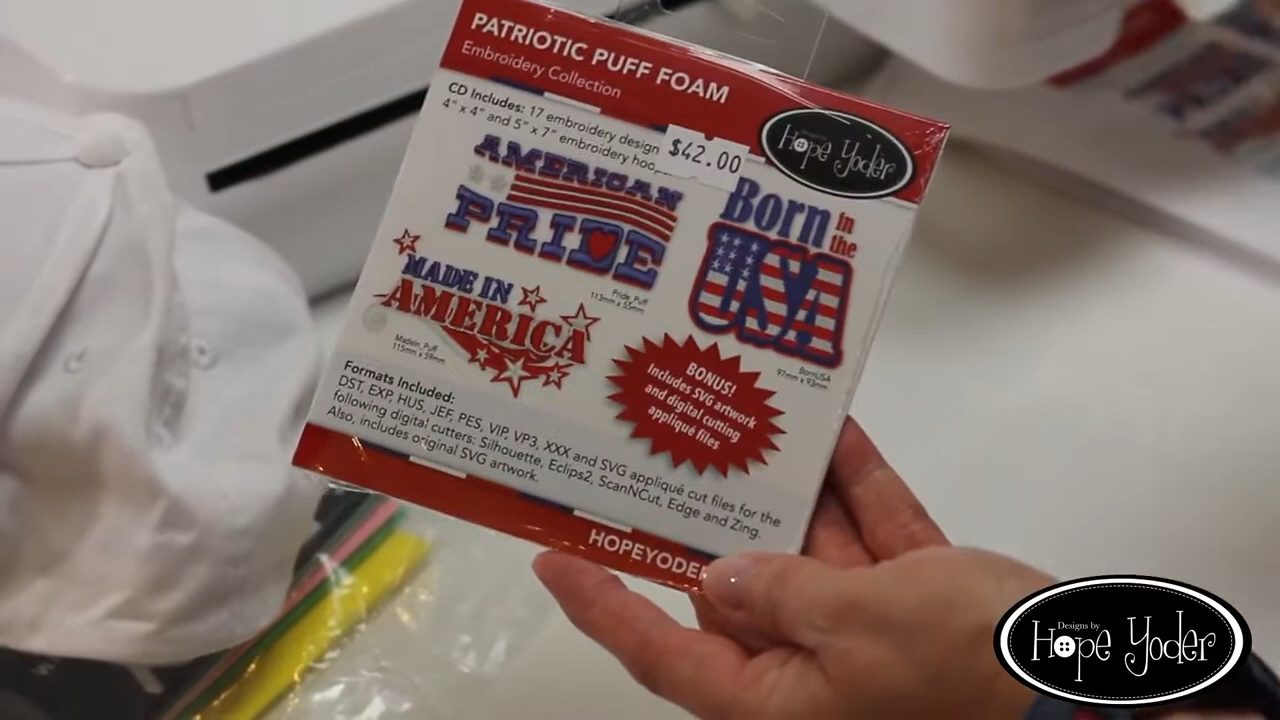 PATRIOTIC PUFF FOAM
Embroidery Collection
CD Includes: 17 embroidery design
4" x 4" and 5" x 7" embroidery hoo
$42.00
Designs by
Hope Yoder
AMERICAN
PRIDE
Pride_Puff
113mm x 55mm
Born in the
USA
BornUSA
97mm x 93mm
MADE IN
AMERICA
MadeIn_Puff
115mm x 59mm
BONUS!
Includes SVG artwork
and digital cutting
appliqué files
Formats Included:
DST, EXP, HUS, JEF, PES, VIP, VP3, XXX and SVG appliqué cut files for the
following digital cutters: Silhouette, Eclips2, ScanNCut, Edge and Zing.
Also, includes original SVG artwork.
HOPEYODER
Designs by
Hope Yoder